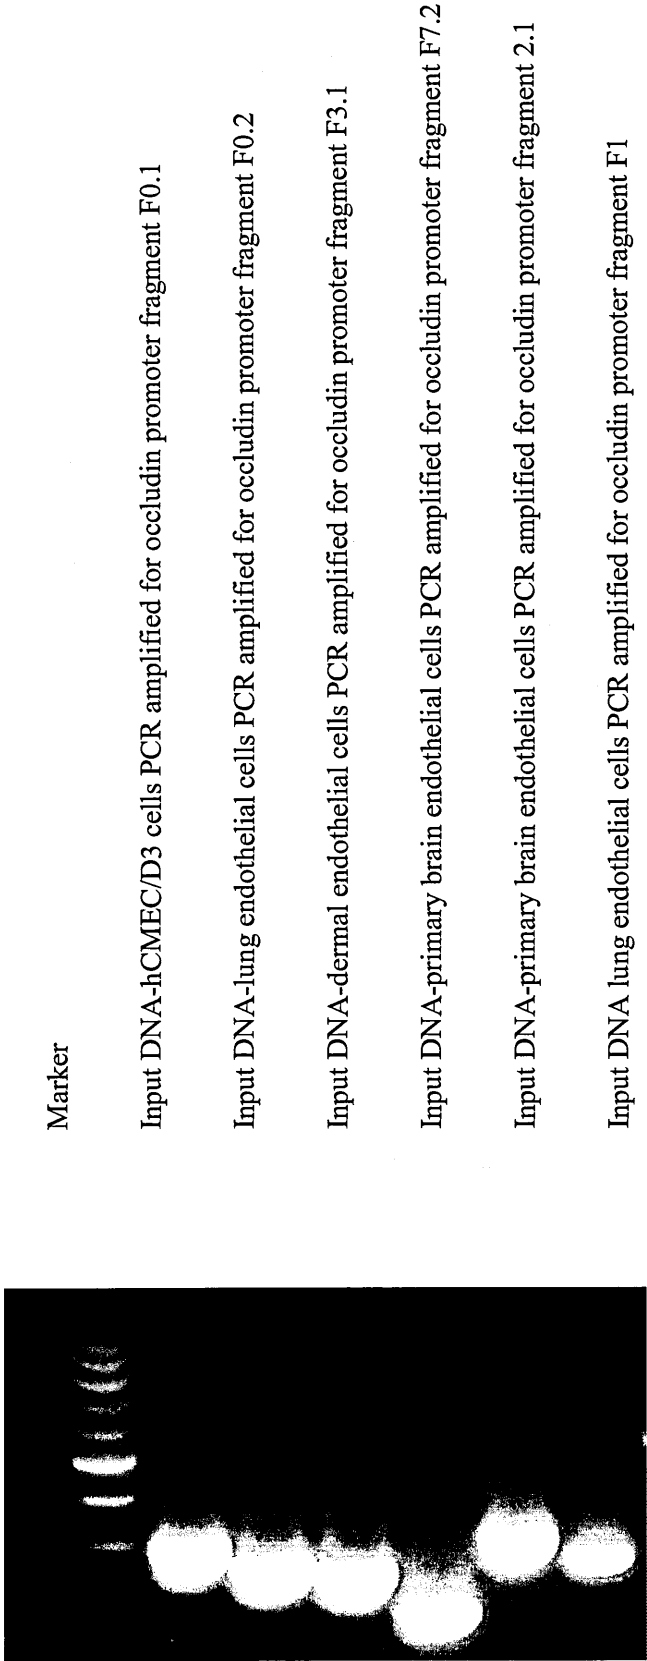 Marker
Input DNA-hCMEC/D3 cells PCR amplified for occludin promoter fragment F0.1
Input DNA-lung endothelial cells PCR amplified for occludin promoter fragment F0.2
Input DNA-dermal endothelial cells PCR amplified for occludin promoter fragment F3.1
Input DNA-primary brain endothelial cells PCR amplified for occludin promoter fragment F7.2
Input DNA-primary brain endothelial cells PCR amplified for occludin promoter fragment 2.1
Input DNA lung endothelial cells PCR amplified for occludin promoter fragment F1